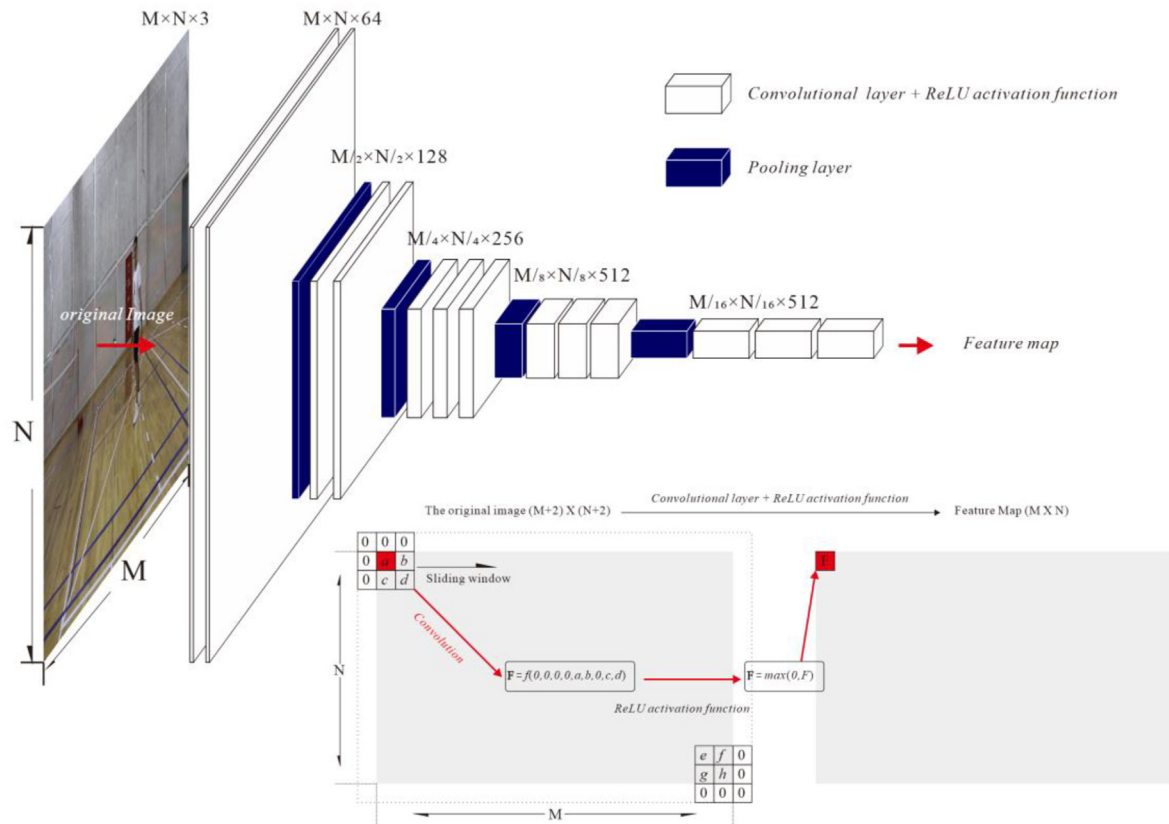 M×N×3
M×N×64
Convolutional layer + ReLU activation function
M/₂×N/₂×128
Pooling layer
M/₄×N/₄×256
M/₈×N/₈×512
M/₁₆×N/₁₆×512
original Image
Feature map
N
M
The original image (M+2) X (N+2)
Convolutional layer + ReLU activation function
Feature Map (M X N)
0 0 0
0 a b
0 c d
Sliding window
F
Convolution
N
F=f(0,0,0,0,a,b,0,c,d)
F=max(0,F)
ReLU activation function
e f 0
g h 0
0 0 0
M